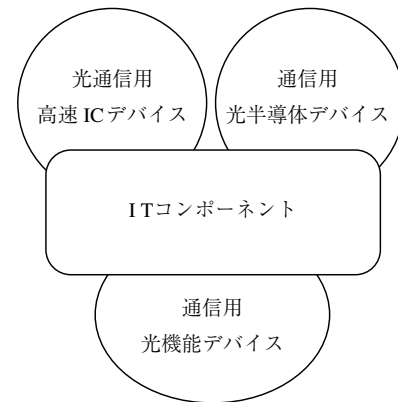 光通信用
高速 ICデバイス
通信用
光半導体デバイス
I Tコンポーネント
通信用
光機能デバイス